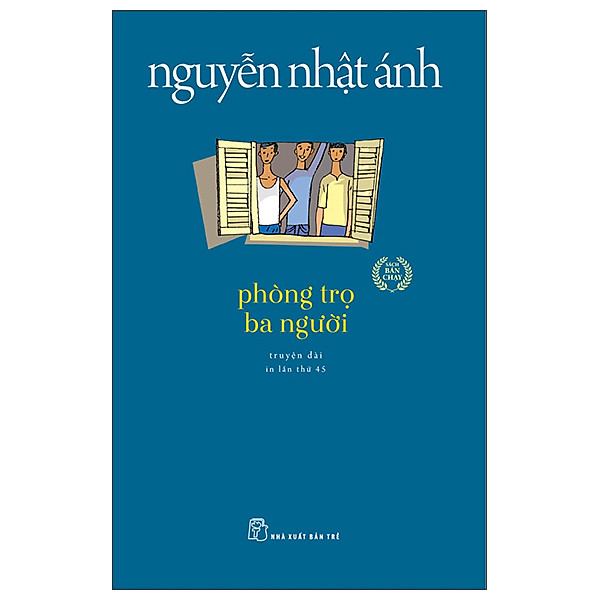 nguyễn nhật ánh
SÁCH
BÁN
CHẠY
phòng trọ
ba người
truyện dài
in lần thứ 45
NHÀ XUẤT BẢN TRẺ